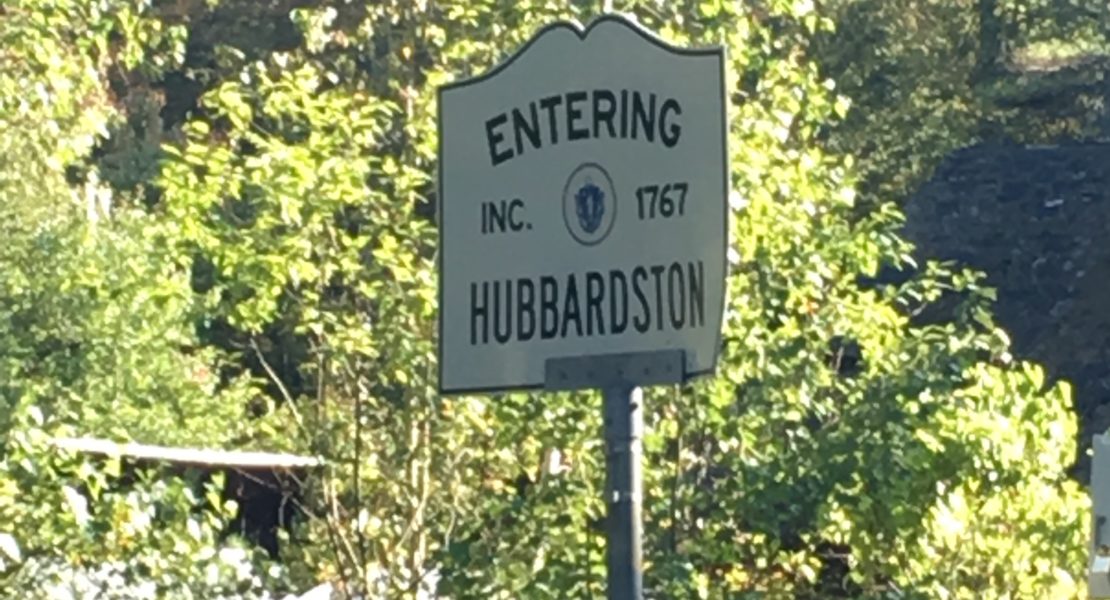 ENTERING
INC. 1767
HUBBARDSTON